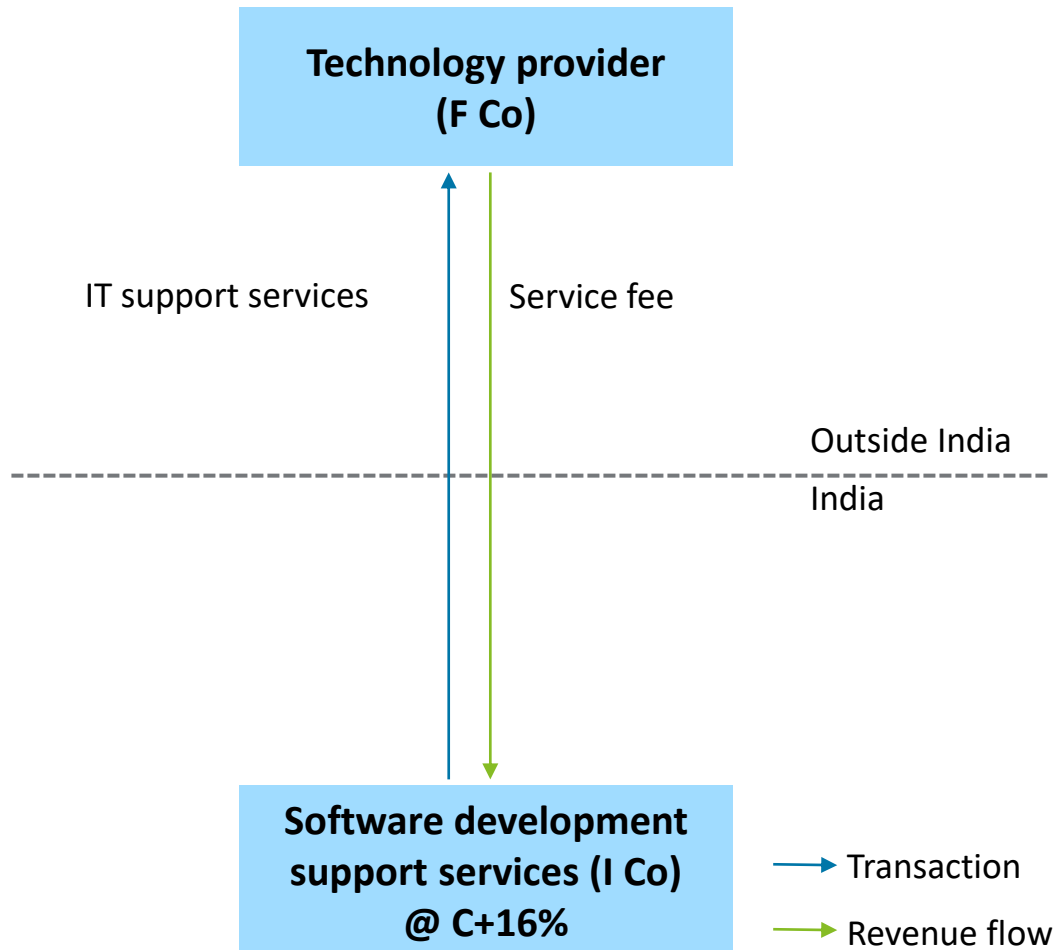 Technology provider
(F Co)
IT support services
Service fee
Outside India
India
Software development
support services (I Co)
@ C+16%
Transaction
Revenue flow